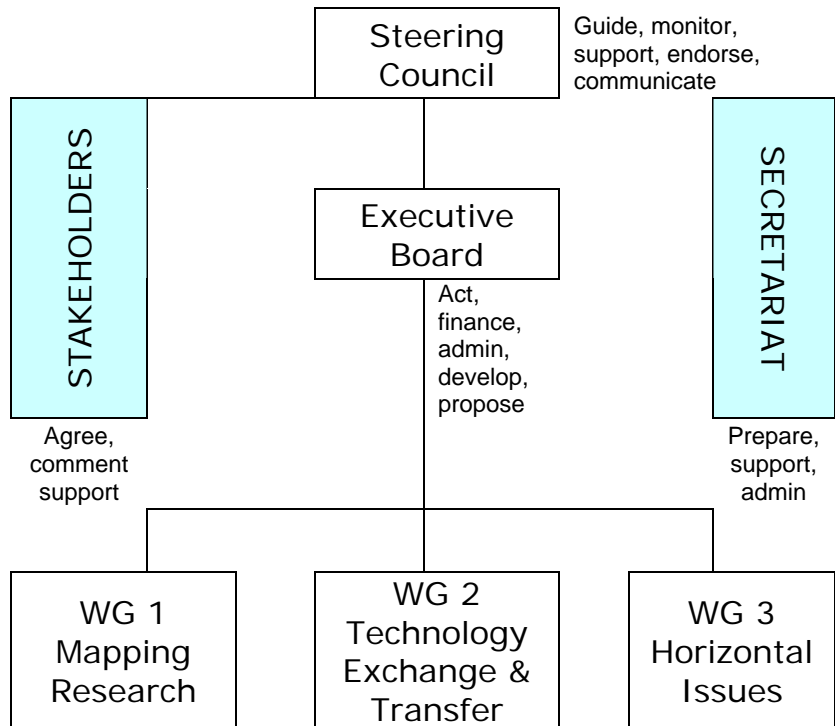 Steering
Council
Guide, monitor,
support, endorse,
communicate
STAKEHOLDERS
SECRETARIAT
Executive
Board
Act,
finance,
admin,
develop,
propose
Agree,
comment
support
Prepare,
support,
admin
WG 1
Mapping
Research
WG 2
Technology
Exchange &
Transfer
WG 3
Horizontal
Issues